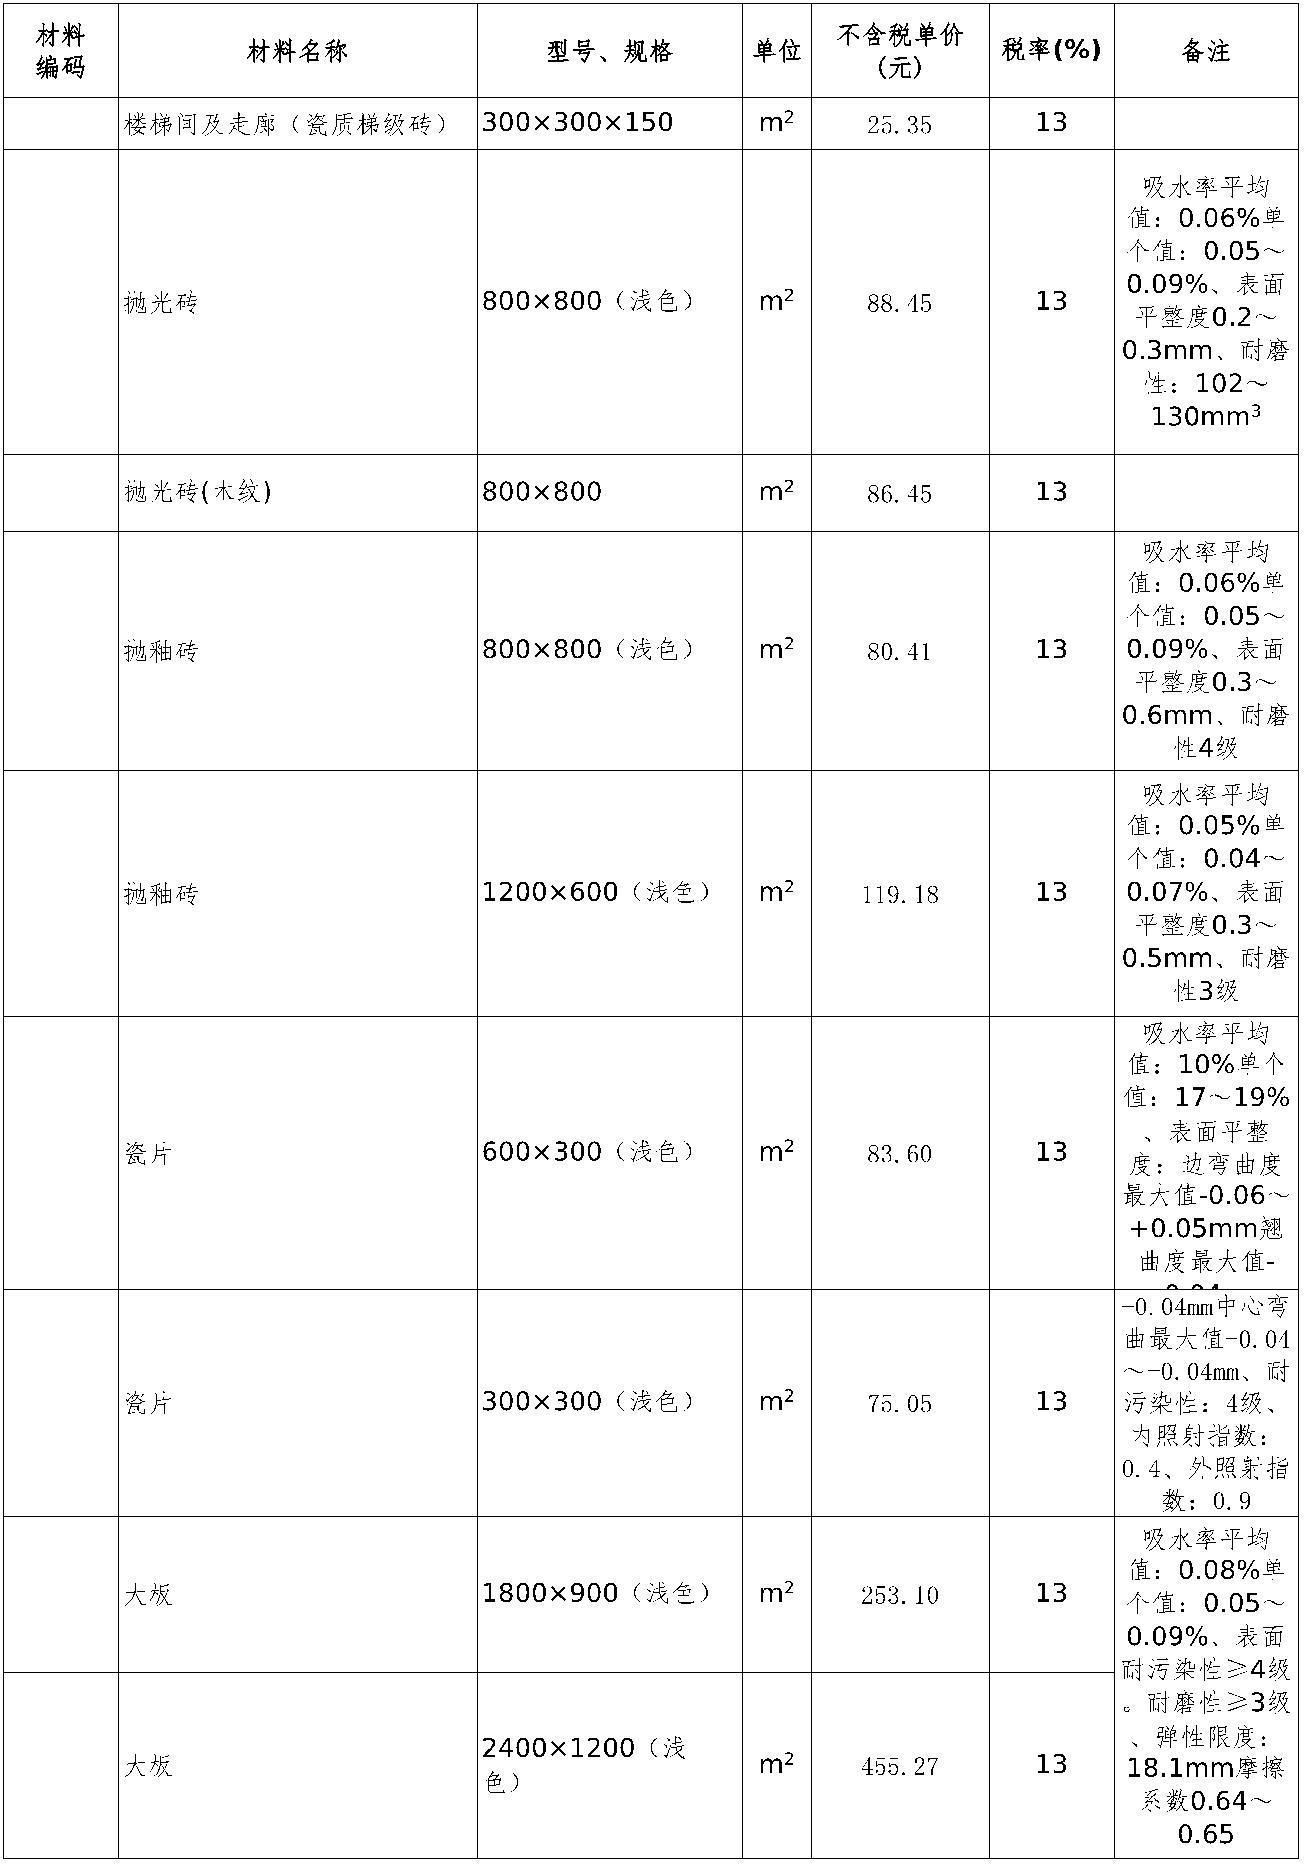 材料
编码
材料名称
型号、规格
单位
不含税单价
(元)
税率(%)
备注
楼梯间及走廊（瓷质梯级砖）
300×300×150
m²
25.35
13
抛光砖
800×800（浅色）
m²
88.45
13
吸水率平均
值：0.06%单
个值：0.05～
0.09%、表面
平整度0.2～
0.3mm、耐磨
性：102～
130mm³
抛光砖(木纹)
800×800
m²
86.45
13
抛釉砖
800×800（浅色）
m²
80.41
13
吸水率平均
值：0.06%单
个值：0.05～
0.09%、表面
平整度0.3～
0.6mm、耐磨
性4级
抛釉砖
1200×600（浅色）
m²
119.18
13
吸水率平均
值：0.05%单
个值：0.04～
0.07%、表面
平整度0.3～
0.5mm、耐磨
性3级
瓷片
600×300（浅色）
m²
83.60
13
吸水率平均
值：10%单个
值：17～19%
、表面平整
度：边弯曲度
最大值-0.06～
+0.05mm翘
曲度最大值-
瓷片
300×300（浅色）
m²
75.05
13
-0.04mm中心弯
曲最大值-0.04
～-0.04mm、耐
污染性：4级、
内照射指数：
0.4、外照射指
数：0.9
大板
1800×900（浅色）
m²
253.10
13
吸水率平均
值：0.08%单
个值：0.05～
0.09%、表面
耐污染性≥4级
。耐磨性≥3级
、弹性限度：
18.1mm摩擦
系数0.64～
0.65
大板
2400×1200（浅
色）
m²
455.27
13